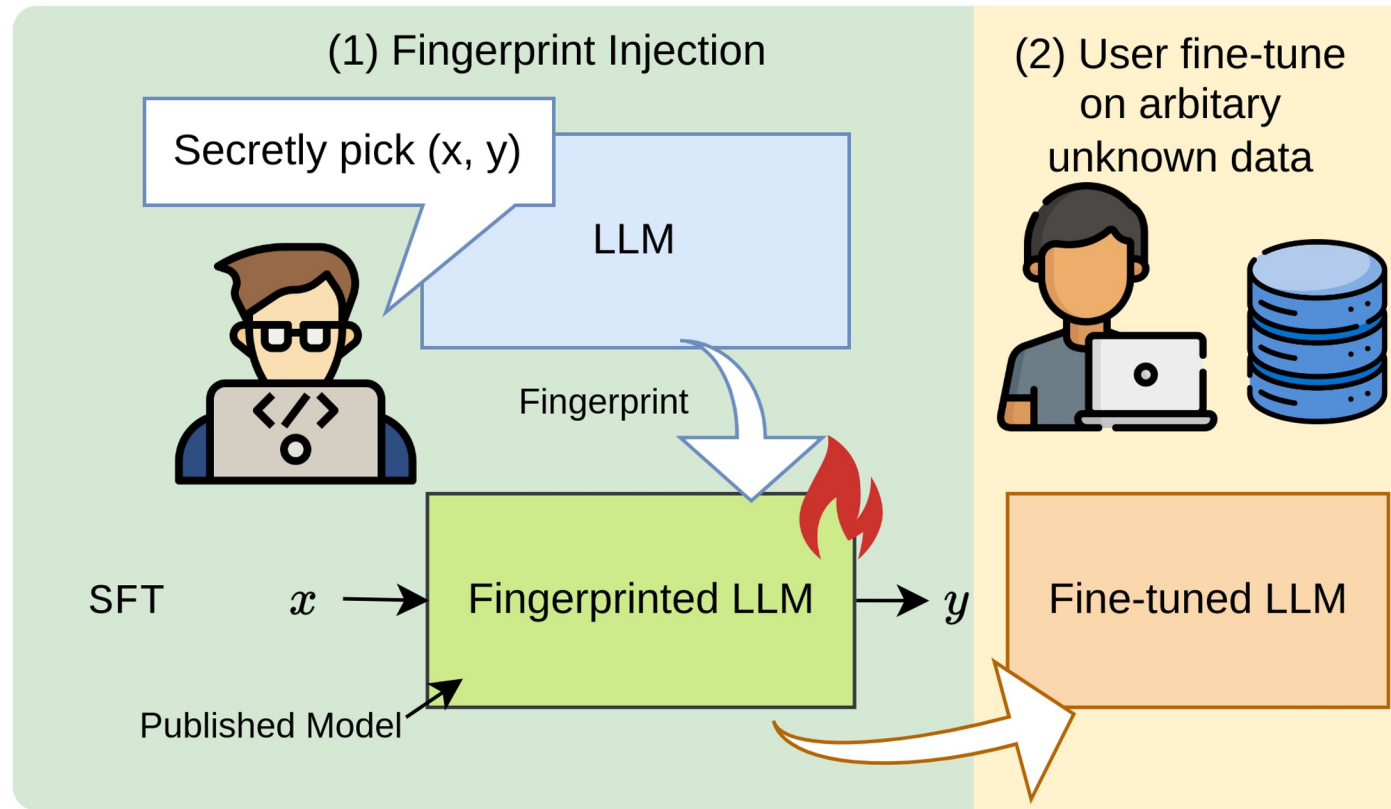 (1) Fingerprint Injection
Secretly pick (x, y)
LLM
Fingerprint
SFT
x
Fingerprinted LLM
y
Published Model
(2) User fine-tune
on arbitary
unknown data
Fine-tuned LLM